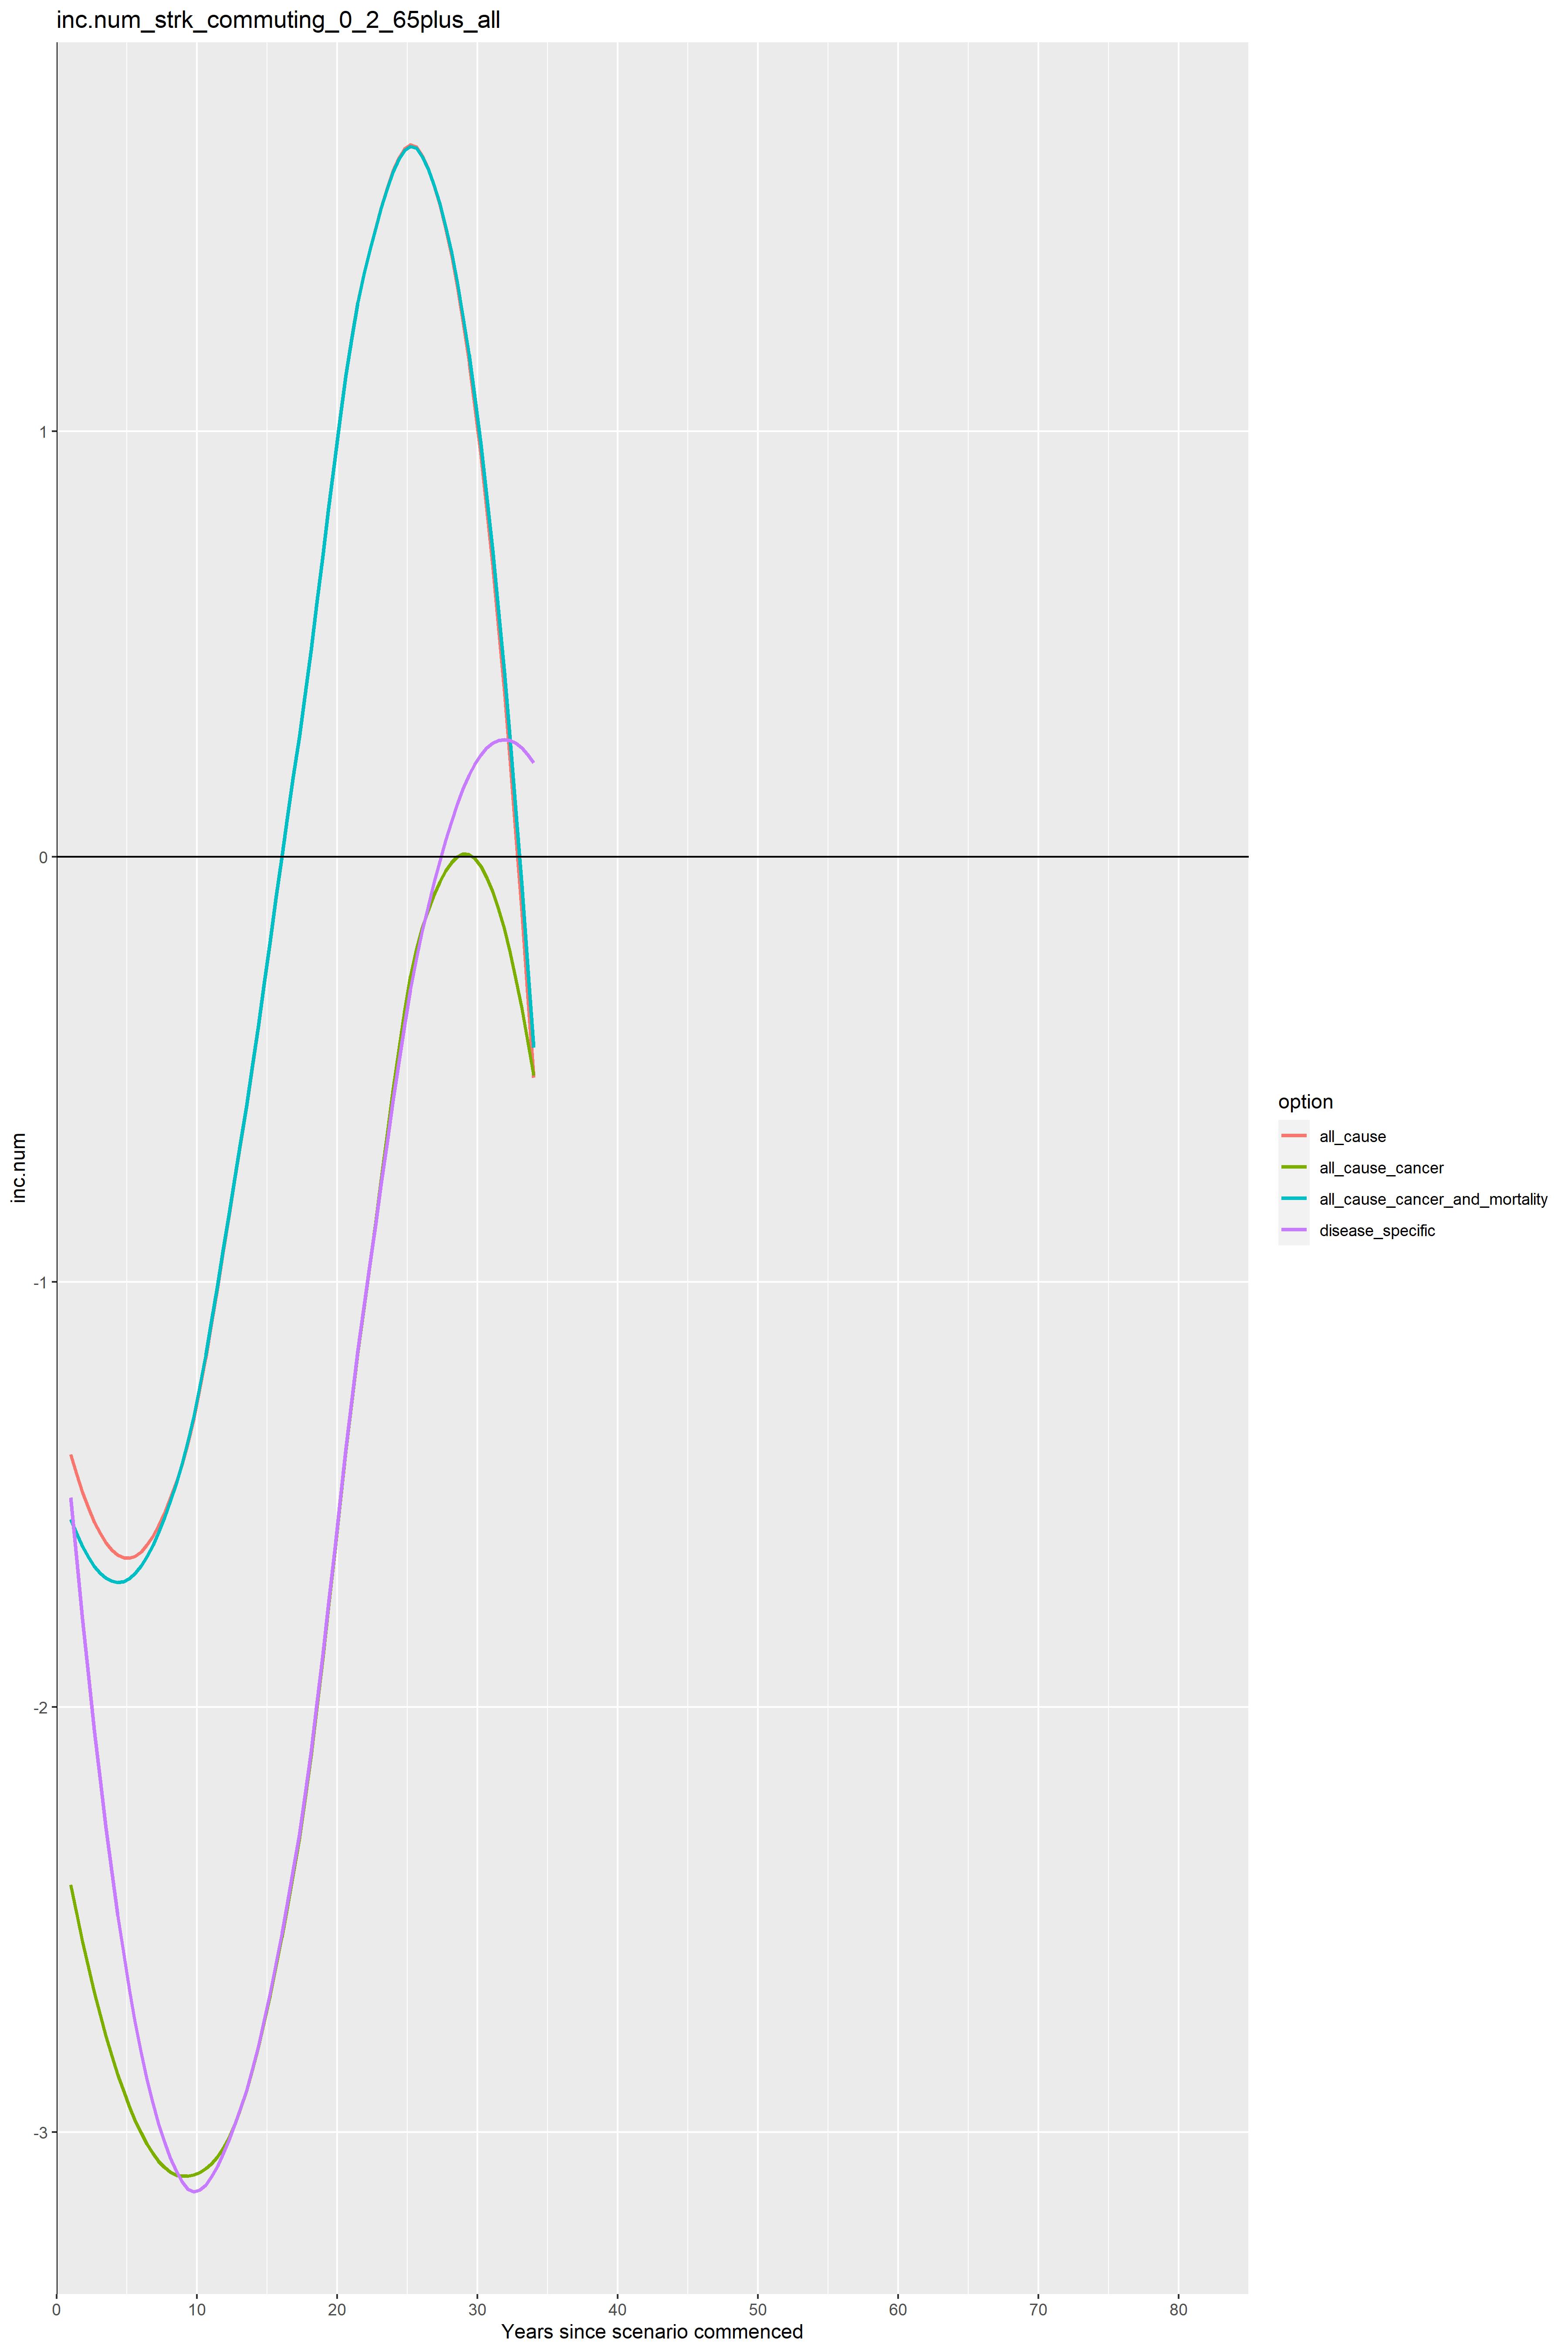 inc.num_strk_commuting_0_2_65plus_all
inc.num
1
0
-1
-2
-3
0 10 20 30 40 50 60 70 80
Years since scenario commenced
option
all_cause
all_cause_cancer
all_cause_cancer_and_mortality
disease_specific